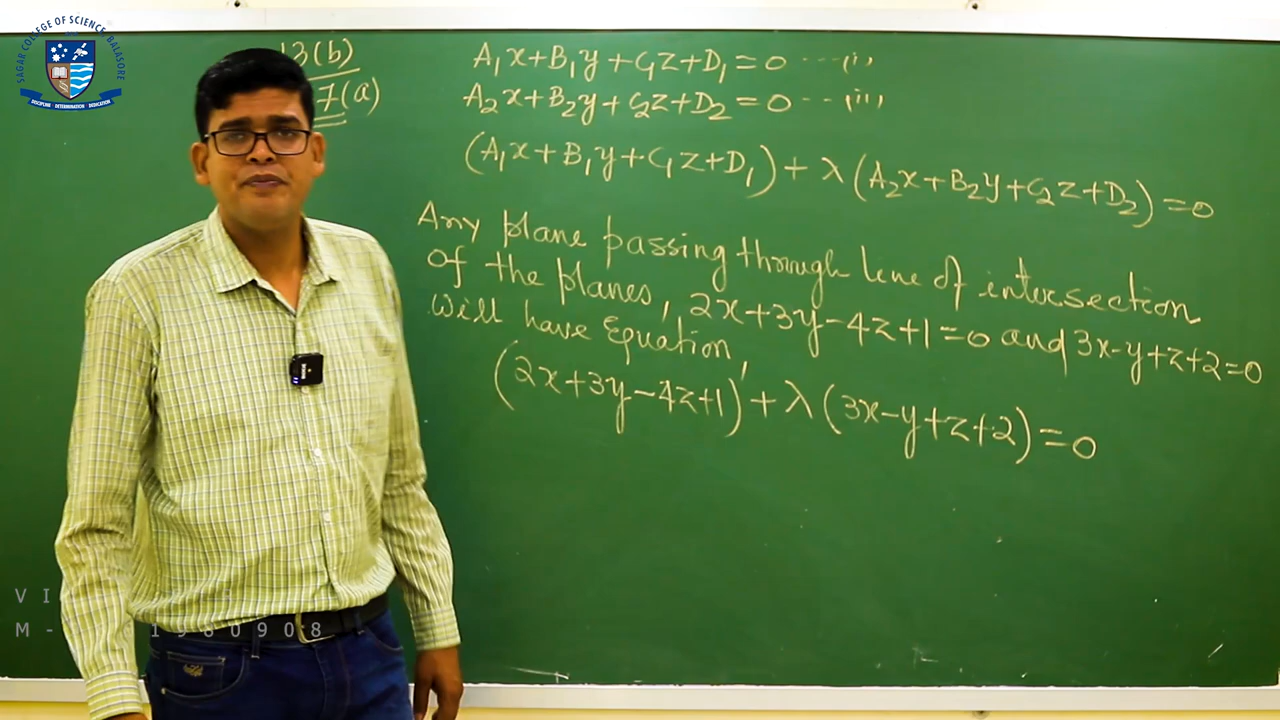 SAGAR COLLEGE OF SCIENCE, BALASORE
DISCIPLINE DETERMINATION DEDICATION
13(b)
7(a)
A₁x+B₁y+C₁z+D₁=0 ---(i)
A₂x+B₂y+C₂z+D₂=0 ---(ii)
(A₁x+B₁y+C₁z+D₁)+λ(A₂x+B₂y+C₂z+D₂)=0
Any plane passing through line of intersection
of the planes, 2x+3y-4z+1=0 and 3x-y+z+2=0
will have Equation,
(2x+3y-4z+1)+λ(3x-y+z+2)=0